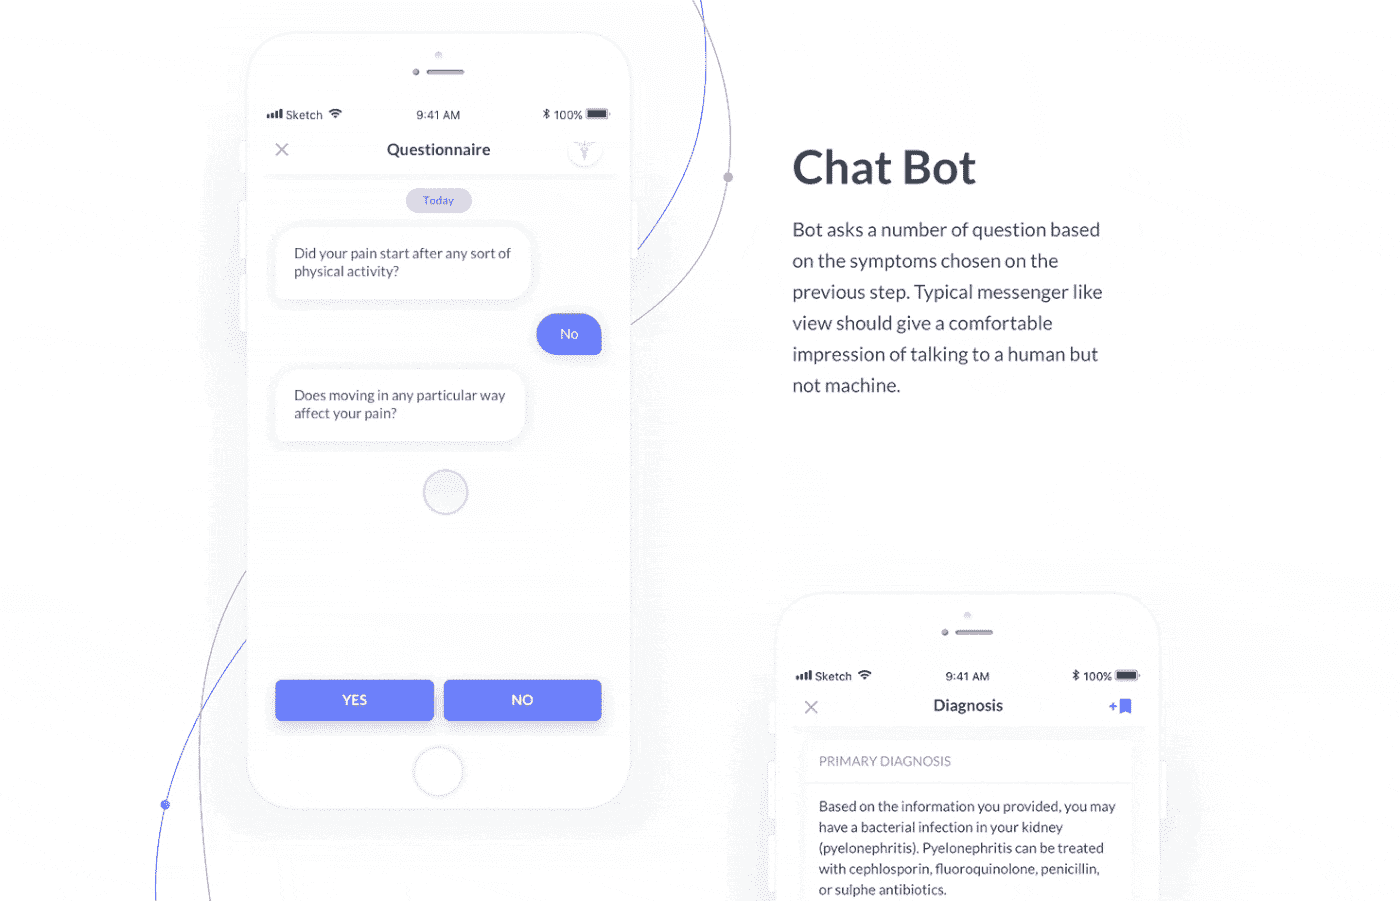 Sketch
9:41 AM
100%
Questionnaire
Today
Did your pain start after any sort of
physical activity?
No
Does moving in any particular way
affect your pain?
YES
NO
Chat Bot
Bot asks a number of question based
on the symptoms chosen on the
previous step. Typical messenger like
view should give a comfortable
impression of talking to a human but
not machine.
Sketch
9:41 AM
100%
Diagnosis
+
PRIMARY DIAGNOSIS
Based on the information you provided, you may
have a bacterial infection in your kidney
(pyelonephritis). Pyelonephritis can be treated
with cephlosporin, fluoroquinolone, penicillin,
or sulphe antibiotics.